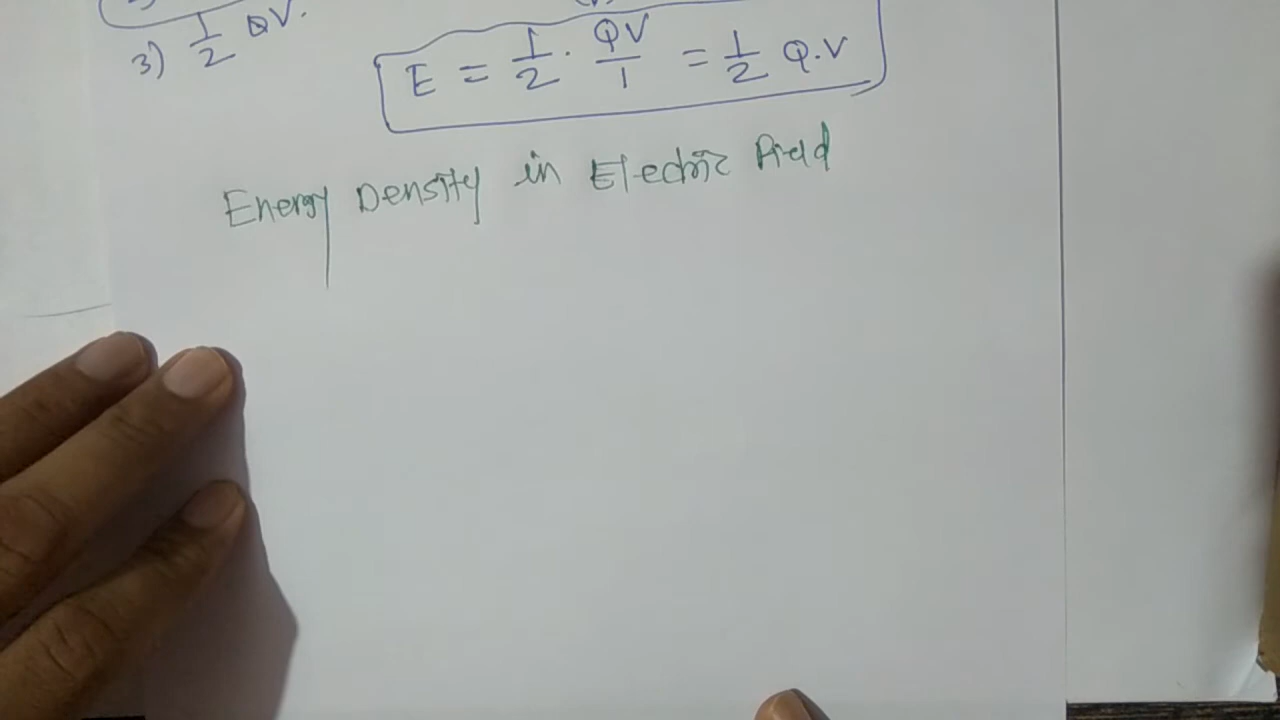 3) 1/2 QV.
E = 1/2 . QV/1 = 1/2 Q.V
Energy Density in Electric Field